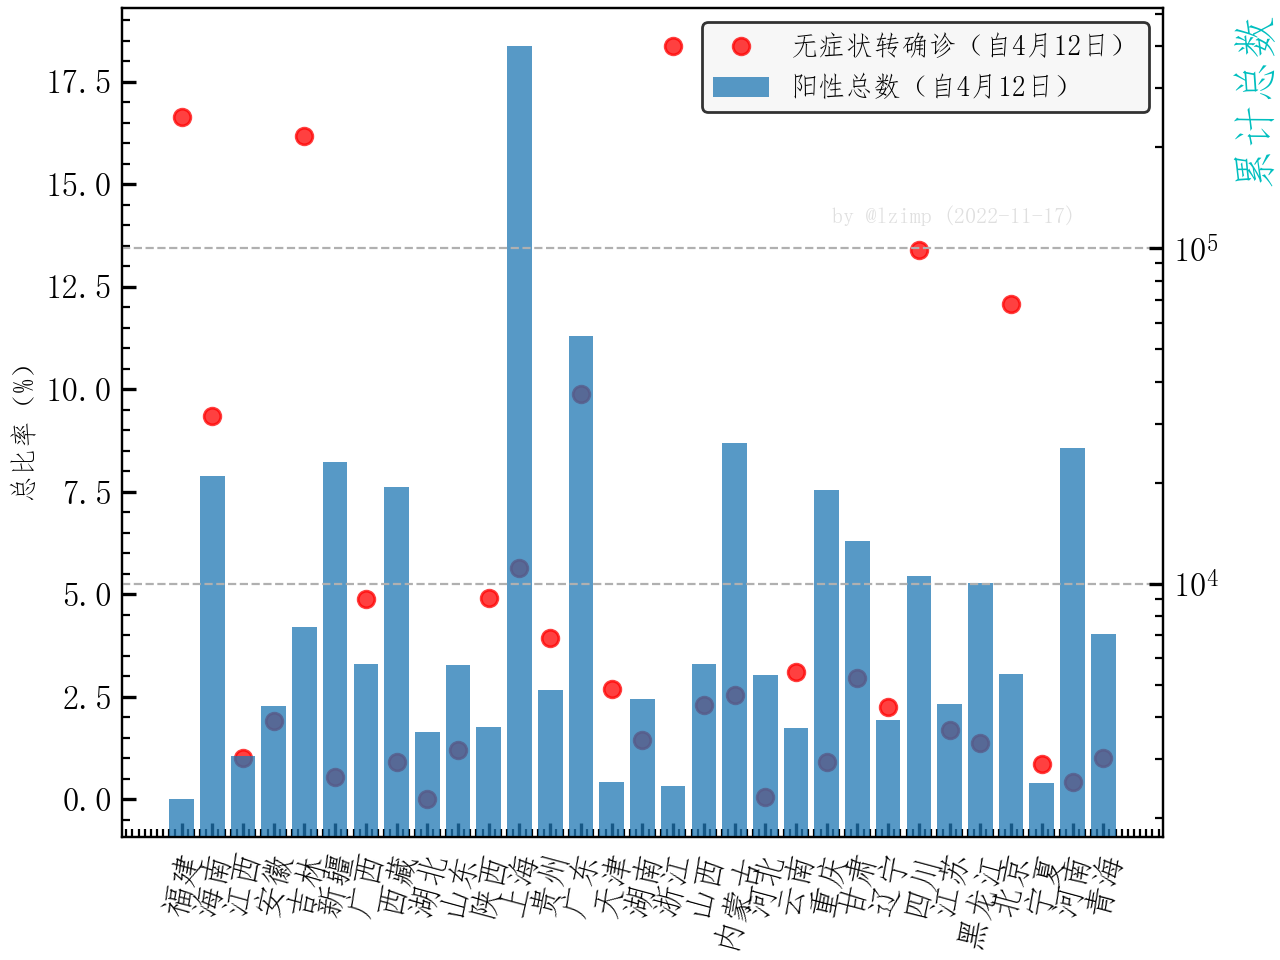 无症状转确诊（自4月12日）
阳性总数（自4月12日）
累计总数
by @lzimp (2022-11-17)
总比率 (%)
17.5
15.0
12.5
10.0
7.5
5.0
2.5
0.0
10⁵
10⁴
福建
海南
江西
安徽
吉林
新疆
广西
西藏
湖北
山东
陕西
上海
贵州
广东
天津
湖南
浙江
山西
内蒙古
河北
云南
重庆
甘肃
辽宁
四川
江苏
黑龙江
北京
宁夏
河南
青海